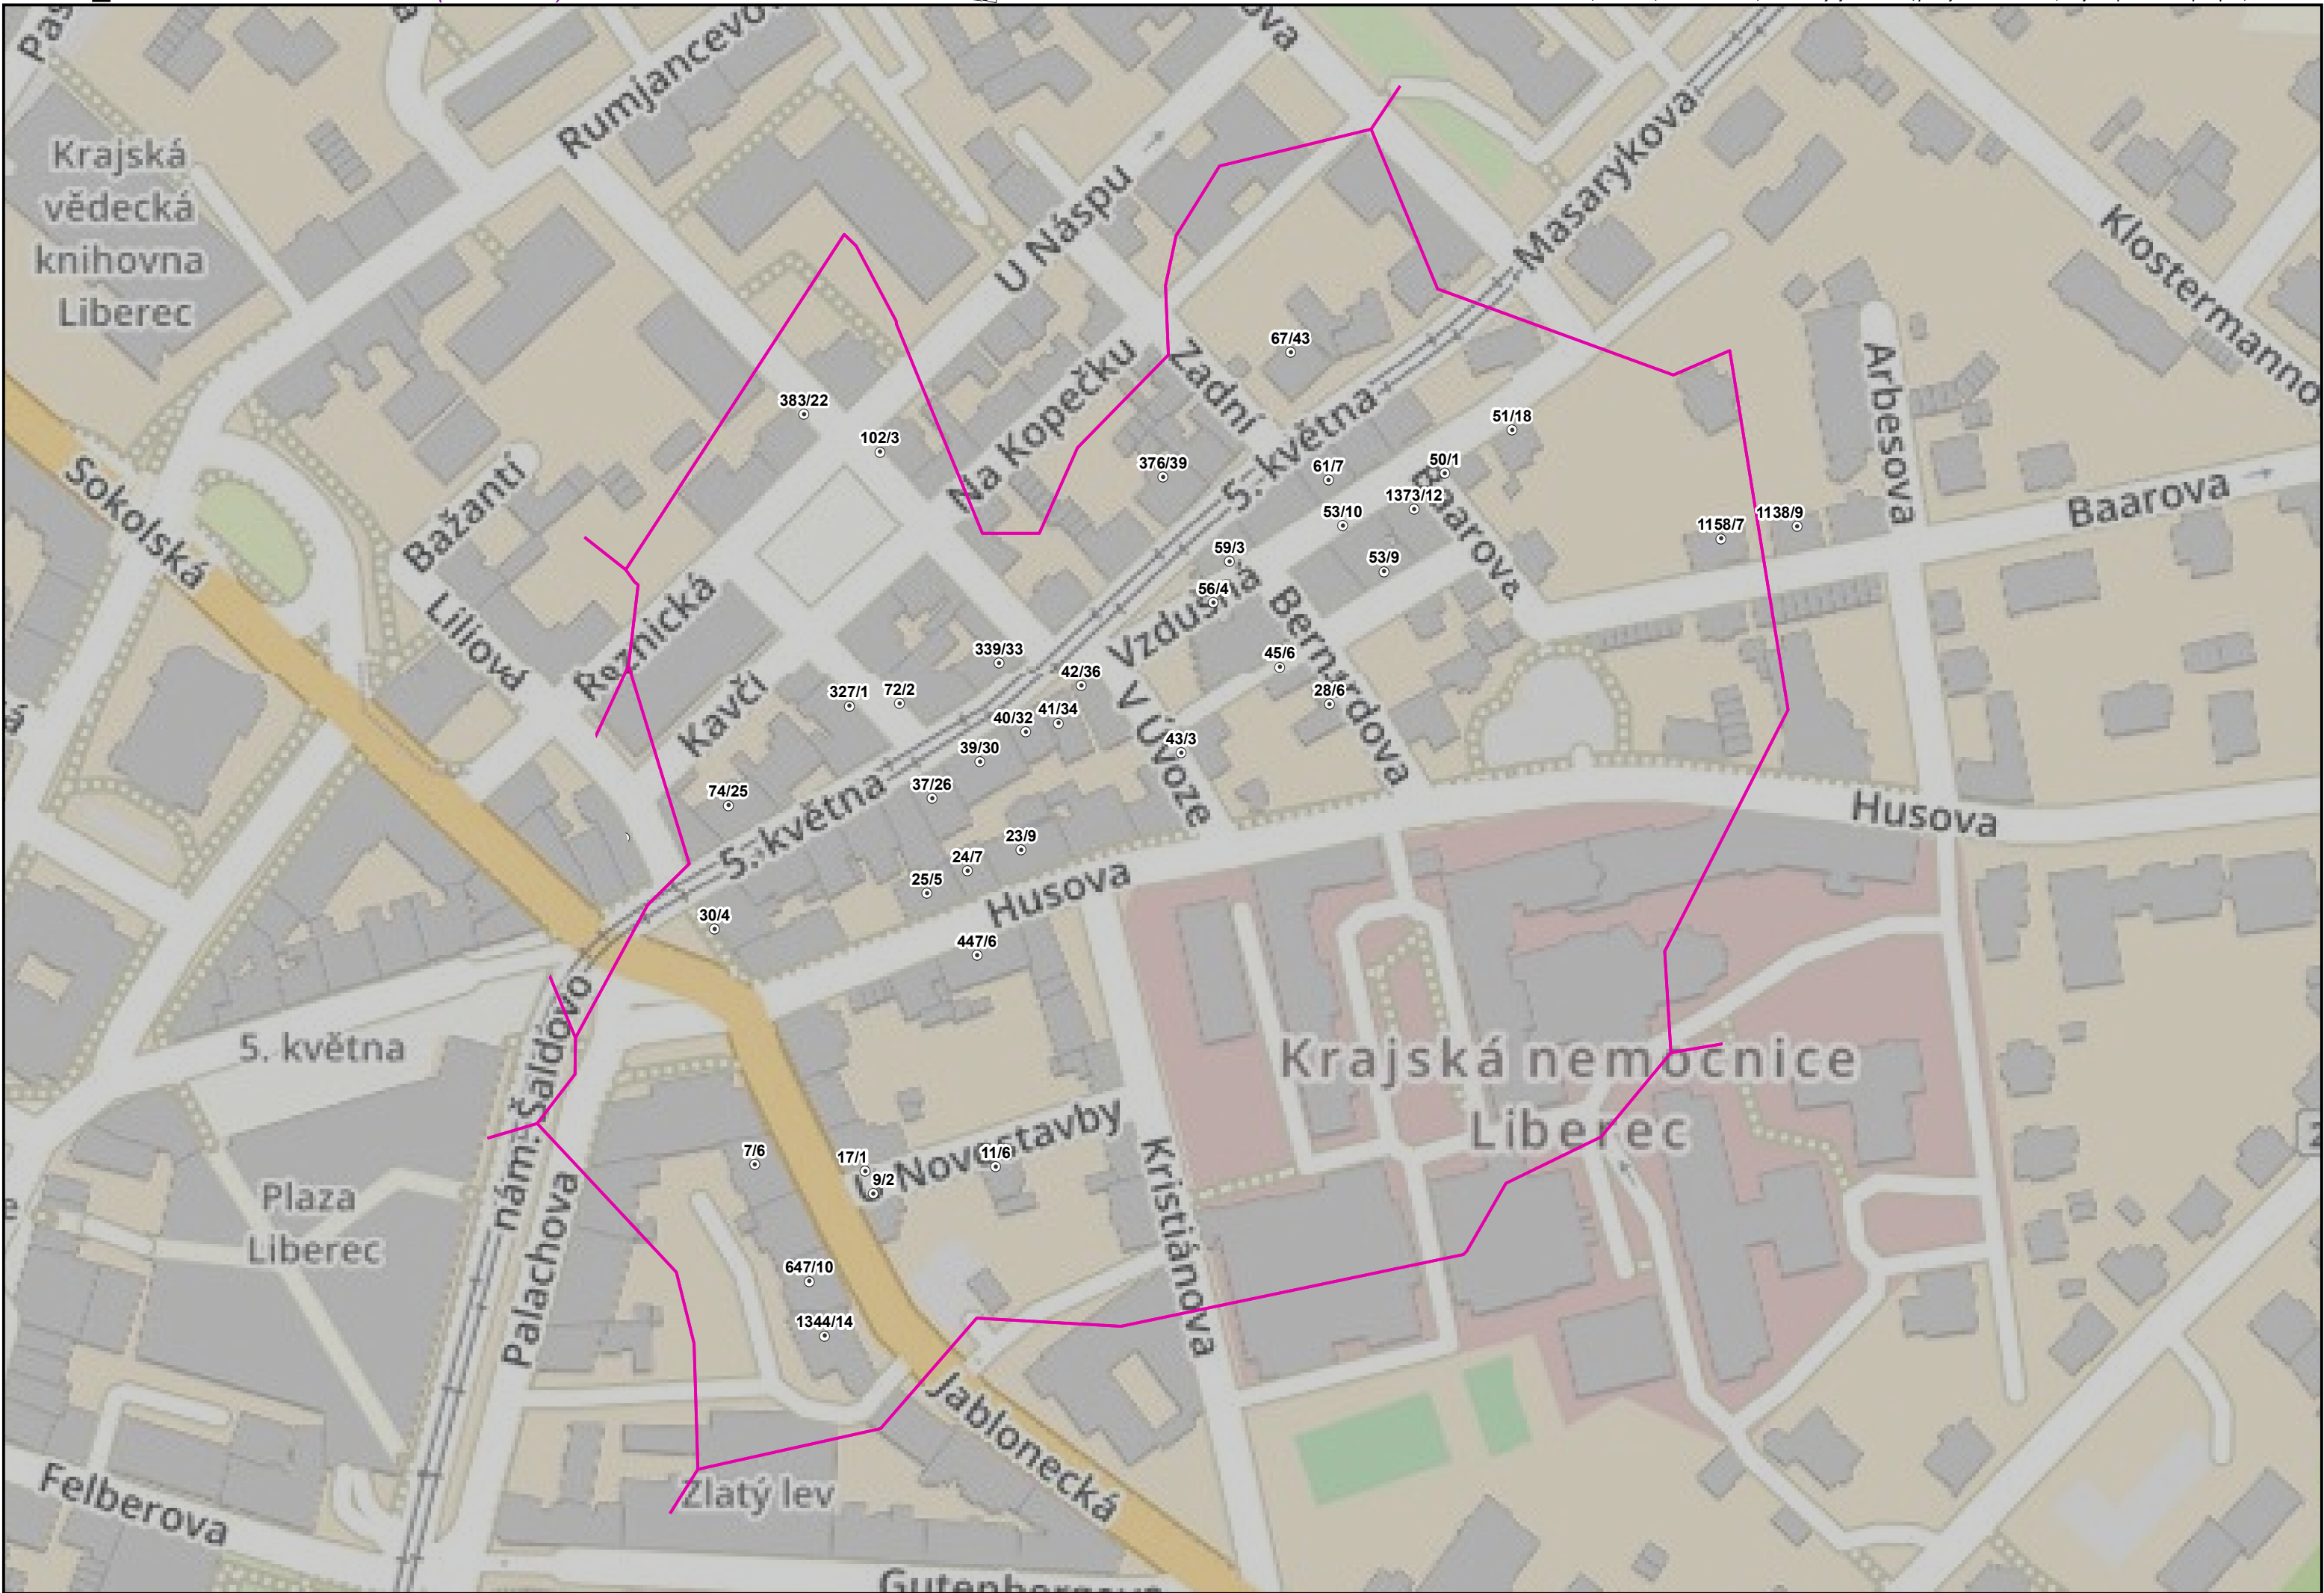 Rumjancevo
Krajská
vědecká
knihovna
Liberec
U Náspu
Masarykova
Klostermanno
67/43
Zadní
Na Kopečku
Arbesova
383/22
102/3
51/18
5. května
376/39
61/7
50/1
Sokolská
Bažantí
1373/12
Baarova
Baarova
53/10
1138/9
1158/7
59/3
53/9
56/4
Vzdušná
Liliová
Řeznická
Bernardova
339/33
45/6
42/36
327/1
72/2
28/6
Kavčí
V Úvoze
41/34
40/32
43/3
39/30
74/25
37/26
5. května
Husova
23/9
24/7
25/5
Husova
30/4
447/6
5. května
nám. Šaldovo
Krajská nemocnice
Liberec
7/6
17/1
9/2
11/6
U Novostavby
Kristiánova
Plaza
Liberec
Palachova
647/10
1344/14
Jablonecká
Zlatý lev
Felberova